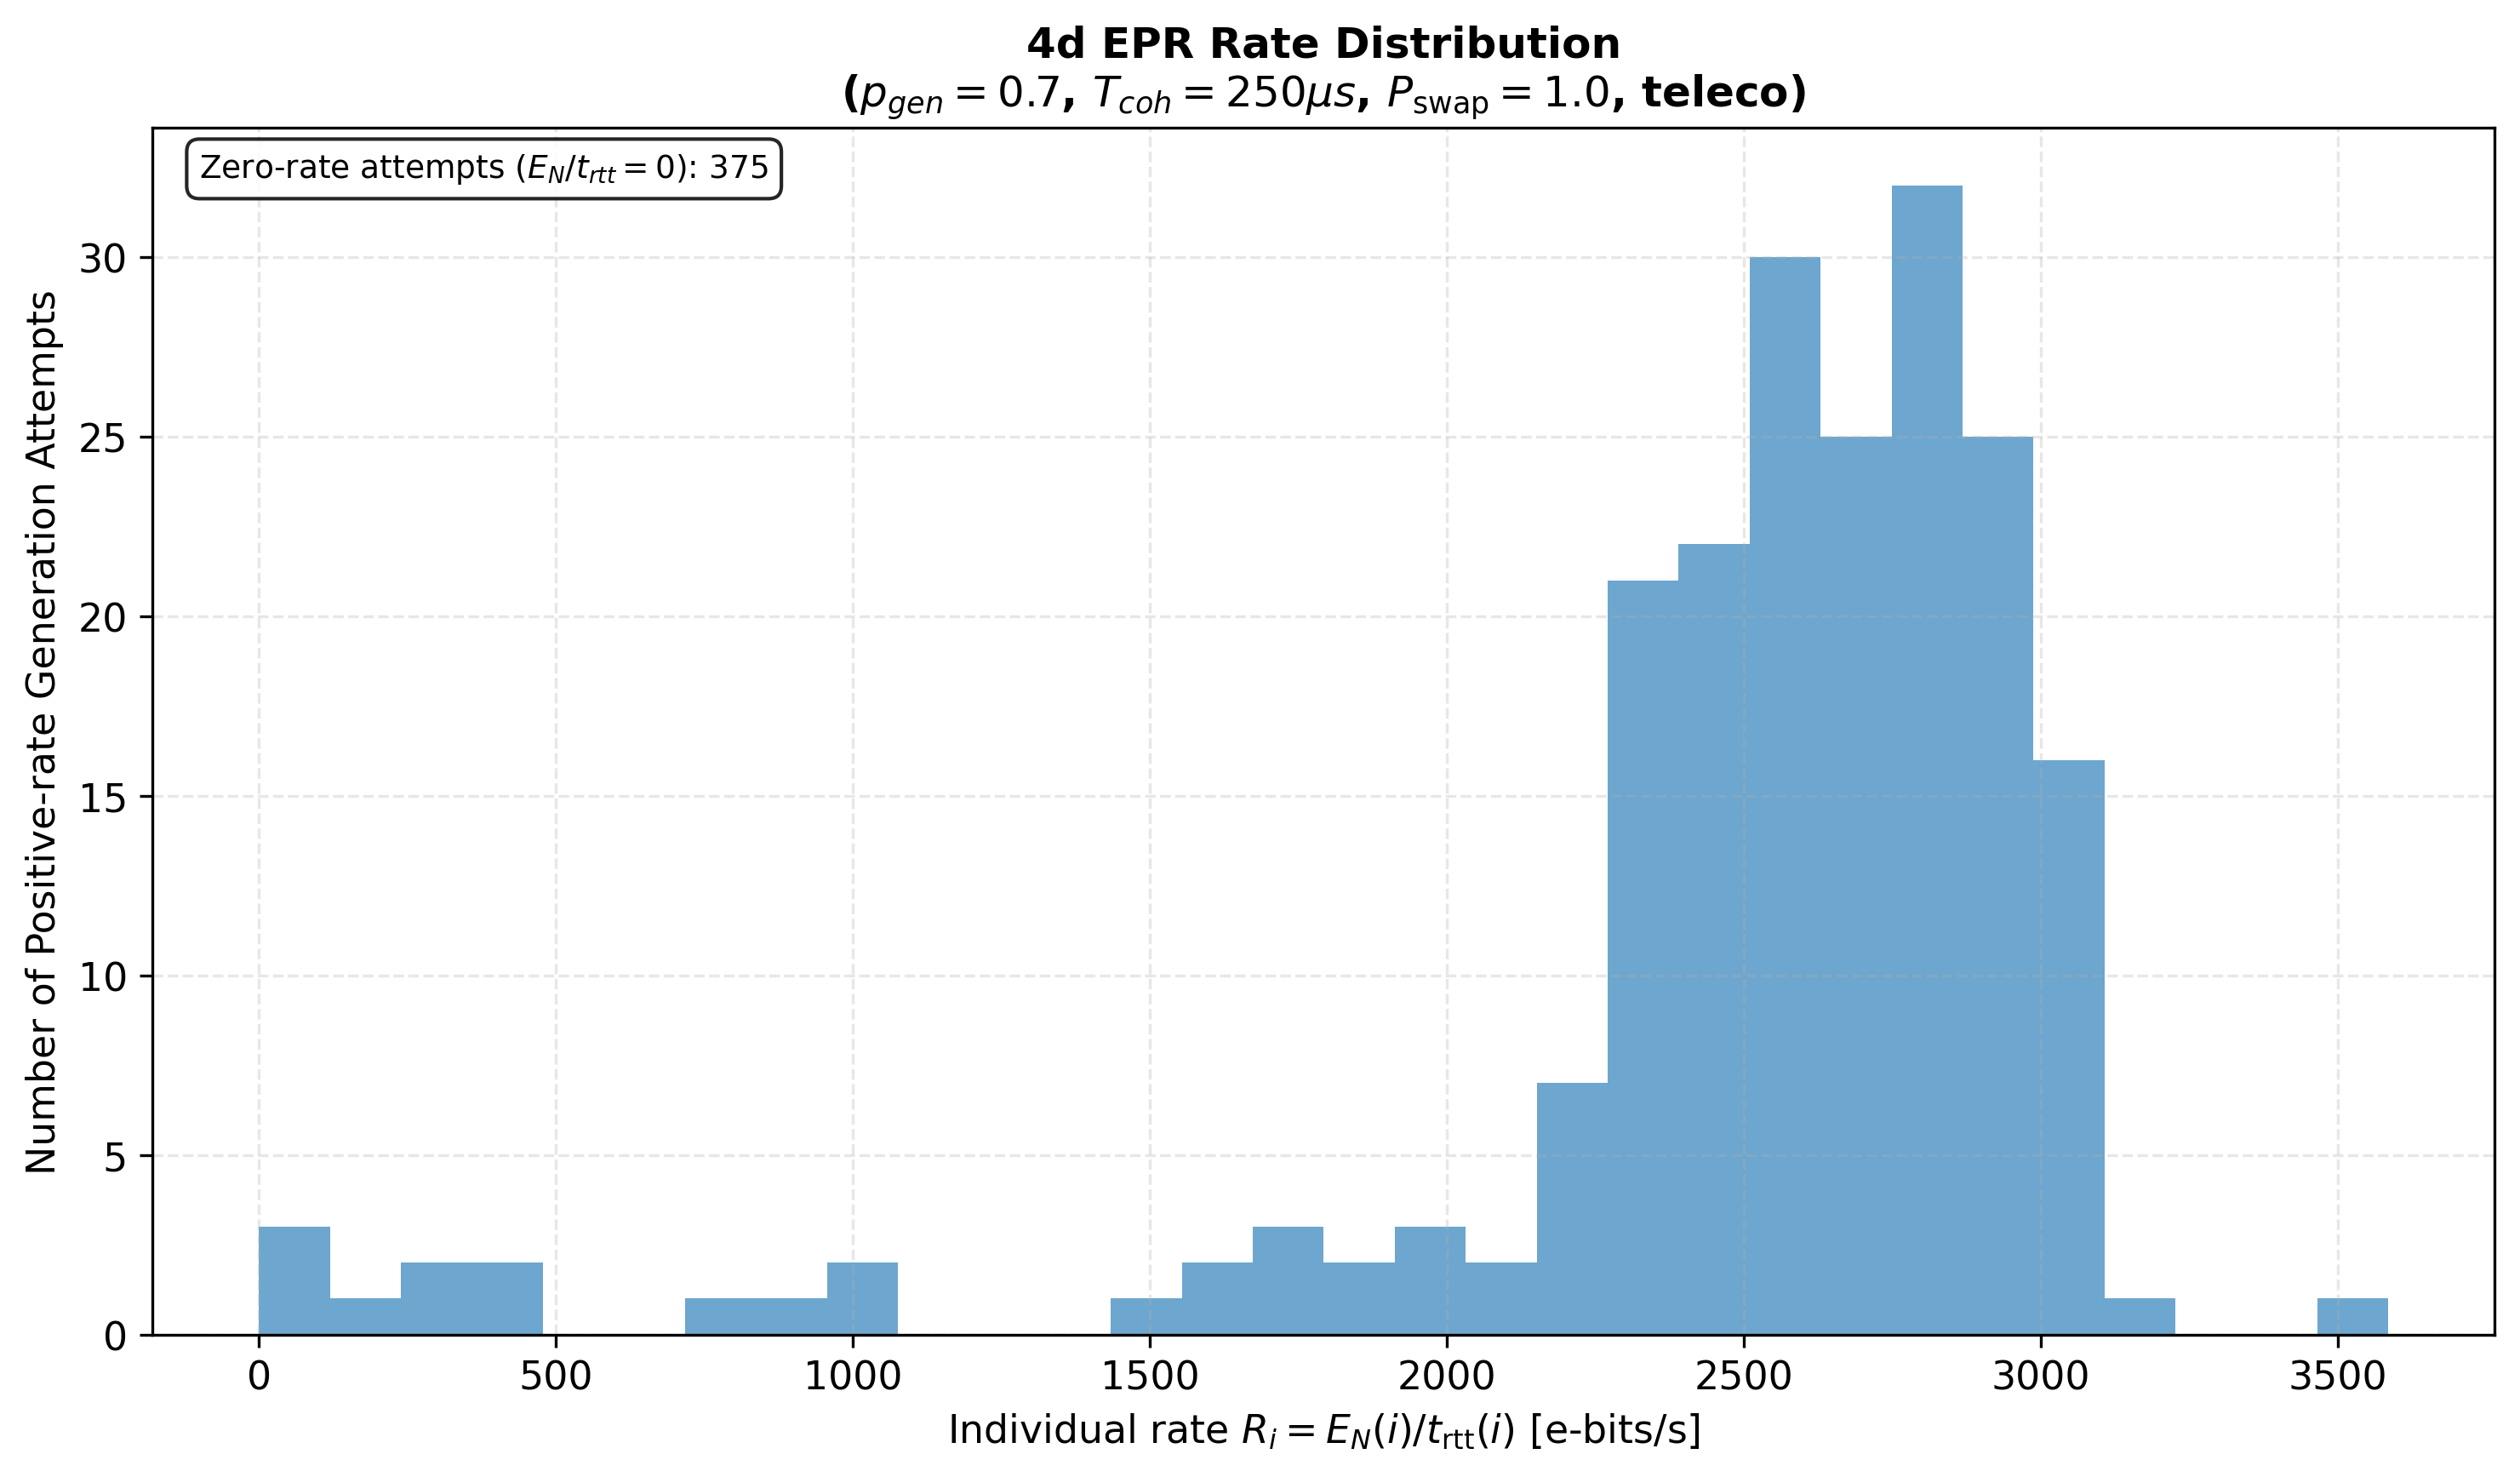 4d EPR Rate Distribution
(p_gen = 0.7, T_coh = 250μs, P_swap = 1.0, teleco)
Zero-rate attempts (E_N/t_rtt = 0): 375
Number of Positive-rate Generation Attempts
30
25
20
15
10
5
0
0 500 1000 1500 2000 2500 3000 3500
Individual rate R_i = E_N(i)/t_rtt(i) [e-bits/s]